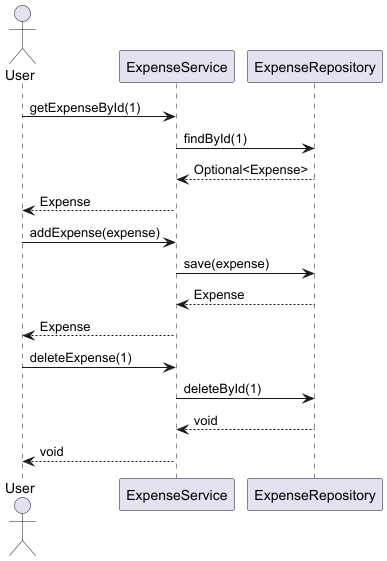 User
ExpenseService
ExpenseRepository
getExpenseById(1)
findById(1)
Optional<Expense>
Expense
addExpense(expense)
save(expense)
Expense
Expense
deleteExpense(1)
deleteById(1)
void
void
User
ExpenseService
ExpenseRepository